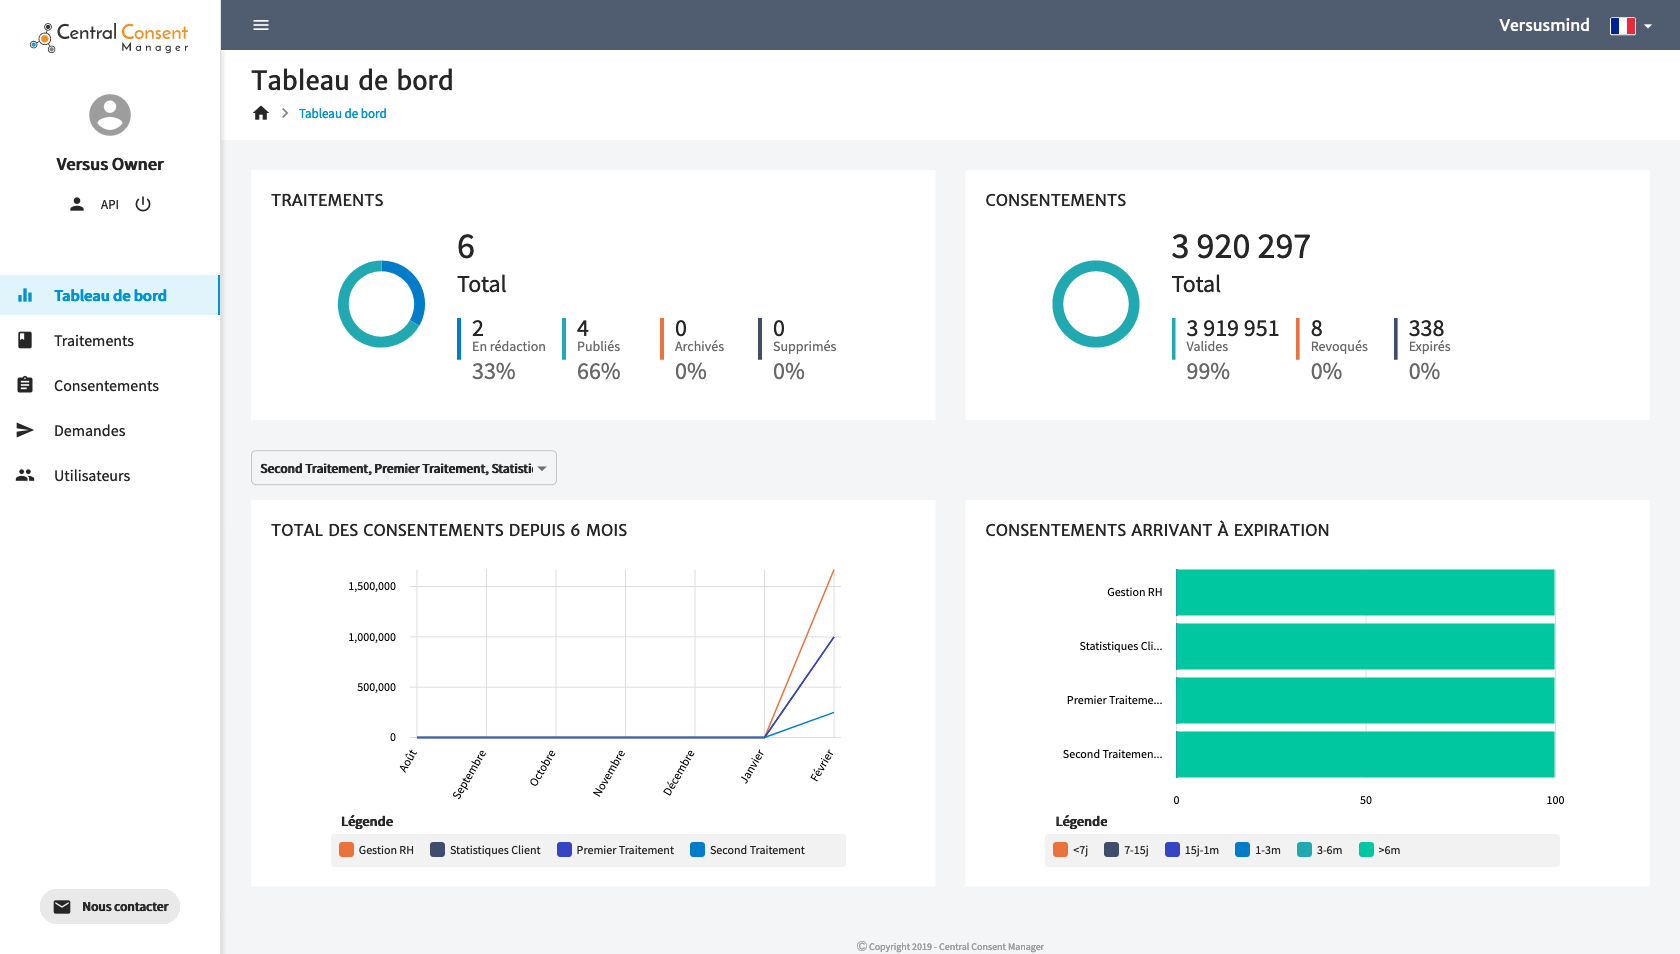 Central Consent
Manager
Versus Owner
API
Tableau de bord
Traitements
Consentements
Demandes
Utilisateurs
Nous contacter
Versusmind
Tableau de bord
Tableau de bord
TRAITEMENTS
6
Total
2
En rédaction
33%
4
Publiés
66%
0
Archivés
0%
0
Supprimés
0%
CONSENTEMENTS
3 920 297
Total
3 919 951
Valides
99%
8
Revoqués
0%
338
Expirés
0%
Second Traitement, Premier Traitement, Statisti
TOTAL DES CONSENTEMENTS DEPUIS 6 MOIS
1,500,000
1,000,000
500,000
0
Août
Septembre
Octobre
Novembre
Décembre
Janvier
Février
Légende
Gestion RH
Statistiques Client
Premier Traitement
Second Traitement
CONSENTEMENTS ARRIVANT À EXPIRATION
Gestion RH
Statistiques Cli...
Premier Traiteme...
Second Traitemen...
0
50
100
Légende
<7j
7-15j
15j-1m
1-3m
3-6m
>6m
© Copyright 2019 - Central Consent Manager